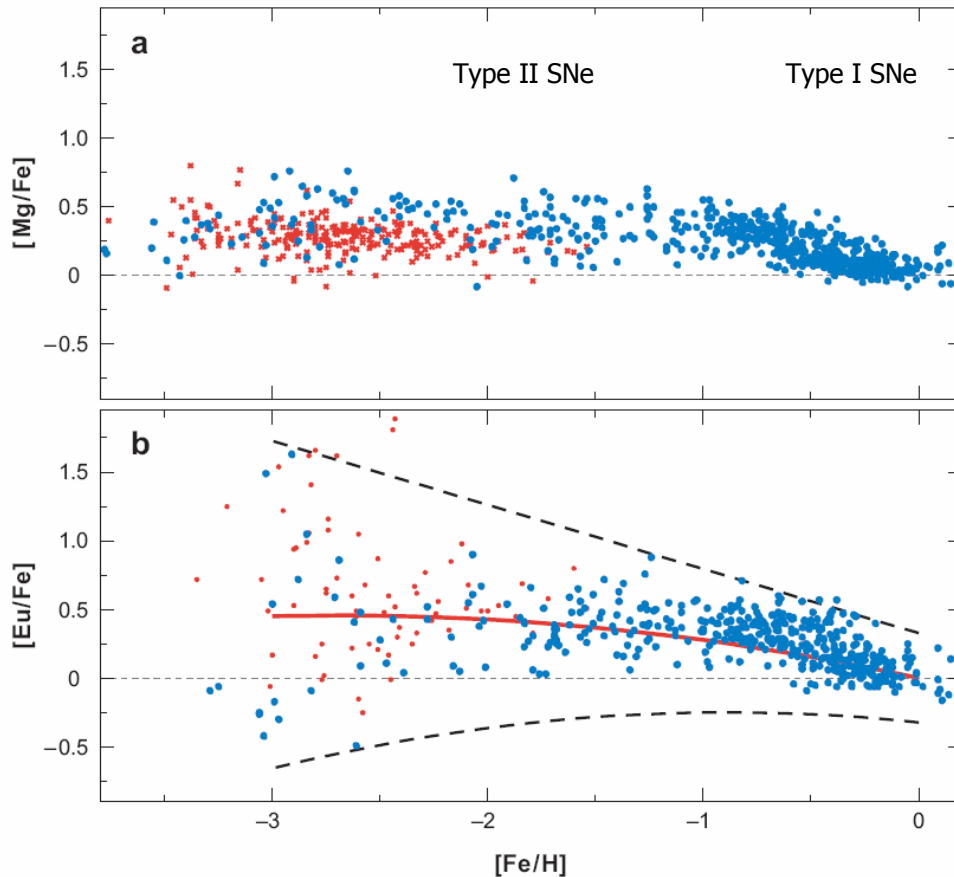 a
Type II SNe
Type I SNe
[Mg/Fe]
1.5
1.0
0.5
0
–0.5
b
[Eu/Fe]
1.5
1.0
0.5
0
–0.5
–3
–2
–1
0
[Fe/H]